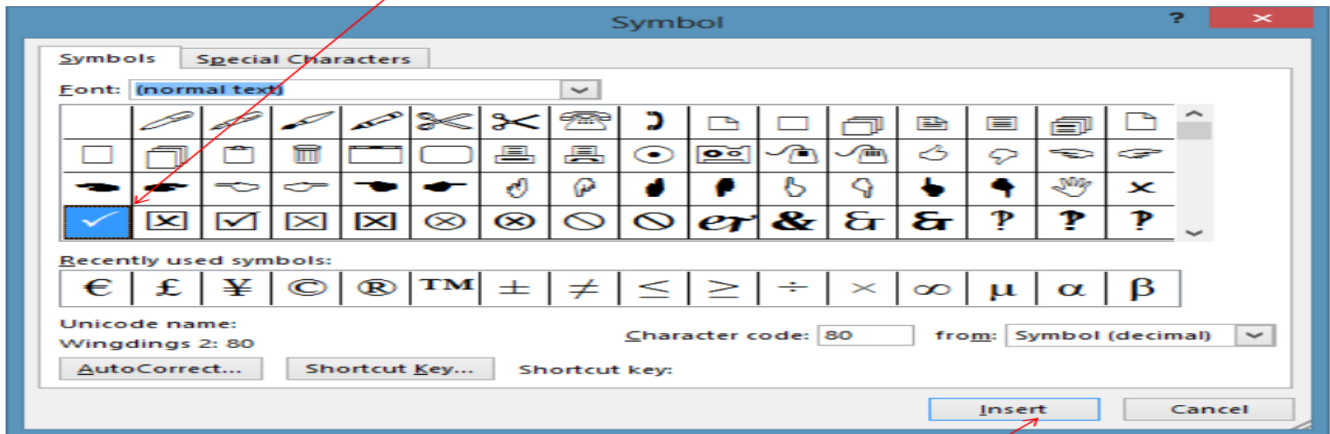 Symbol ?
Symbols Special Characters
Font: (normal text)
& & & ‽ ‽ ‽
Recently used symbols:
€ £ ¥ © ® TM ± ≠ ≤ ≥ ÷ × ∞ µ α β
Unicode name:
Wingdings 2: 80
Character code: 80 from: Symbol (decimal)
AutoCorrect... Shortcut Key... Shortcut key:
Insert Cancel